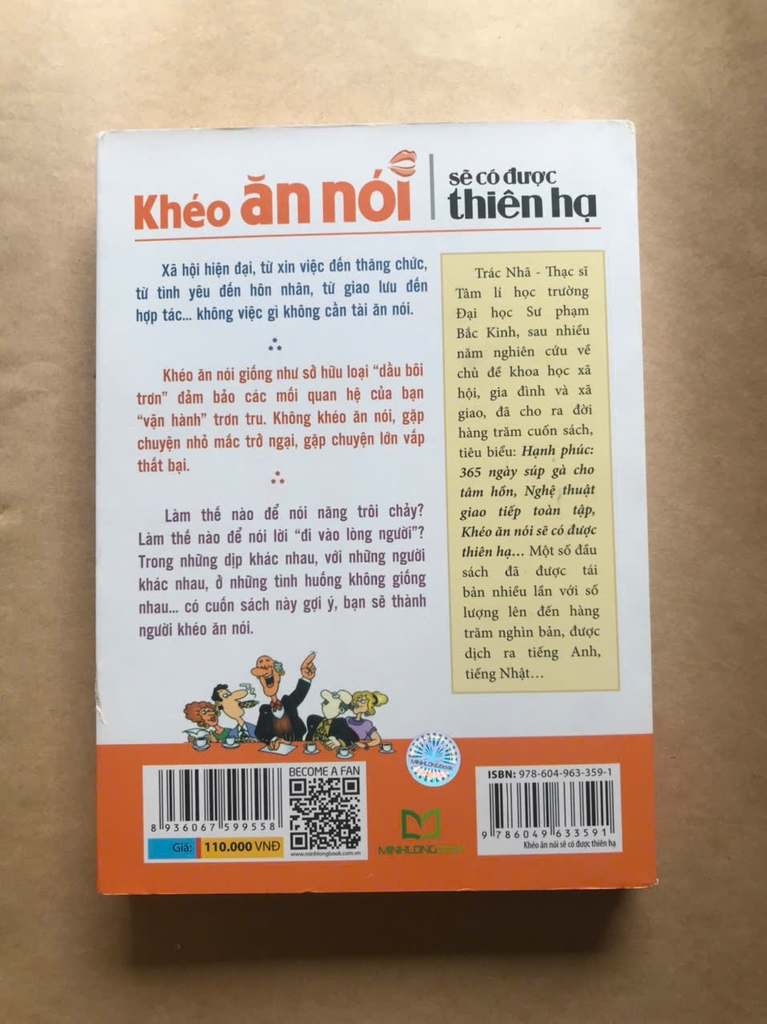 Khéo ăn nói
sẽ có được
thiên hạ
Xã hội hiện đại, từ xin việc đến thăng chức,
từ tình yêu đến hôn nhân, từ giao lưu đến
hợp tác... không việc gì không cần tài ăn nói.
Khéo ăn nói giống như sở hữu loại “dầu bôi
trơn” đảm bảo các mối quan hệ của bạn
“vận hành” trơn tru. Không khéo ăn nói, gặp
chuyện nhỏ mắc trở ngại, gặp chuyện lớn vấp
thất bại.
Làm thế nào để nói năng trôi chảy?
Làm thế nào để nói lời “đi vào lòng người”?
Trong những dịp khác nhau, với những người
khác nhau, ở những tình huống không giống
nhau... có cuốn sách này gợi ý, bạn sẽ thành
người khéo ăn nói.
Trác Nhã - Thạc sĩ
Tâm lí học trường
Đại học Sư phạm
Bắc Kinh, sau nhiều
năm nghiên cứu về
chủ đề khoa học xã
hội, gia đình và xã
giao, đã cho ra đời
hàng trăm cuốn sách,
tiêu biểu: Hạnh phúc:
365 ngày súp gà cho
tâm hồn, Nghệ thuật
giao tiếp toàn tập,
Khéo ăn nói sẽ có được
thiên hạ... Một số đầu
sách đã được tái
bản nhiều lần với số
lượng lên đến hàng
trăm nghìn bản, được
dịch ra tiếng Anh,
tiếng Nhật...
8 936067 599558
Giá: 110.000 VNĐ
BECOME A FAN
www.minhlongbook.com.vn
MINHLONGbook
MINHLONGbook
ISBN: 978-604-963-359-1
9 786049 633591
Khéo ăn nói sẽ có được thiên hạ